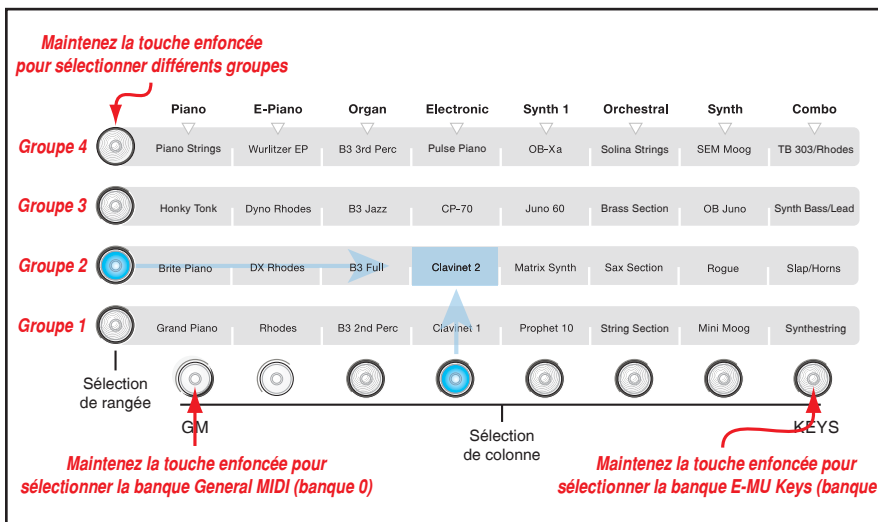 Maintenez la touche enfoncée
pour sélectionner différents groupes
Piano E-Piano Organ Electronic Synth 1 Orchestral Synth Combo
Groupe 4 Piano Strings Wurlitzer EP B3 3rd Perc Pulse Piano OB-Xa Solina Strings SEM Moog TB 303/Rhodes
Groupe 3 Honky Tonk Dyno Rhodes B3 Jazz CP-70 Juno 60 Brass Section OB Juno Synth Bass/Lead
Groupe 2 Brite Piano DX Rhodes B3 Full Clavinet 2 Matrix Synth Sax Section Rogue Slap/Horns
Groupe 1 Grand Piano Rhodes B3 2nd Perc Clavinet 1 Prophet 10 String Section Mini Moog Synthestring
Sélection
de rangée
GM
Sélection
de colonne
KEYS
Maintenez la touche enfoncée pour
sélectionner la banque General MIDI (banque 0)
Maintenez la touche enfoncée pour
sélectionner la banque E-MU Keys (banque